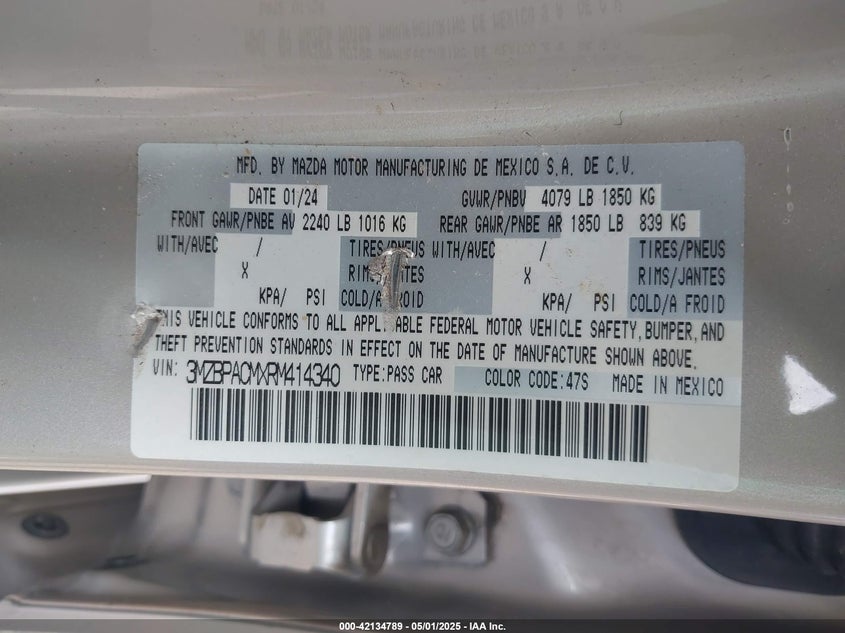 MFD. BY MAZDA MOTOR MANUFACTURING DE MEXICO S.A. DE C.V.
DATE 01/24 GVWR/PNBV 4079 LB 1850 KG
FRONT GAWR/PNBE AV 2240 LB 1016 KG REAR GAWR/PNBE AR 1850 LB 839 KG
WITH/AVEC / TIRES/PNEUS WITH/AVEC / TIRES/PNEUS
X RIMS/JANTES X RIMS/JANTES
KPA/ PSI COLD/A FROID KPA/ PSI COLD/A FROID
THIS VEHICLE CONFORMS TO ALL APPLICABLE FEDERAL MOTOR VEHICLE SAFETY, BUMPER, AND
THEFT PREVENTION STANDARDS IN EFFECT ON THE DATE OF MANUFACTURE SHOWN ABOVE.
VIN: 3MZBPACMXRM414340 TYPE:PASS CAR COLOR CODE:47S MADE IN MEXICO
000-42134789 - 05/01/2025 - IAA Inc.